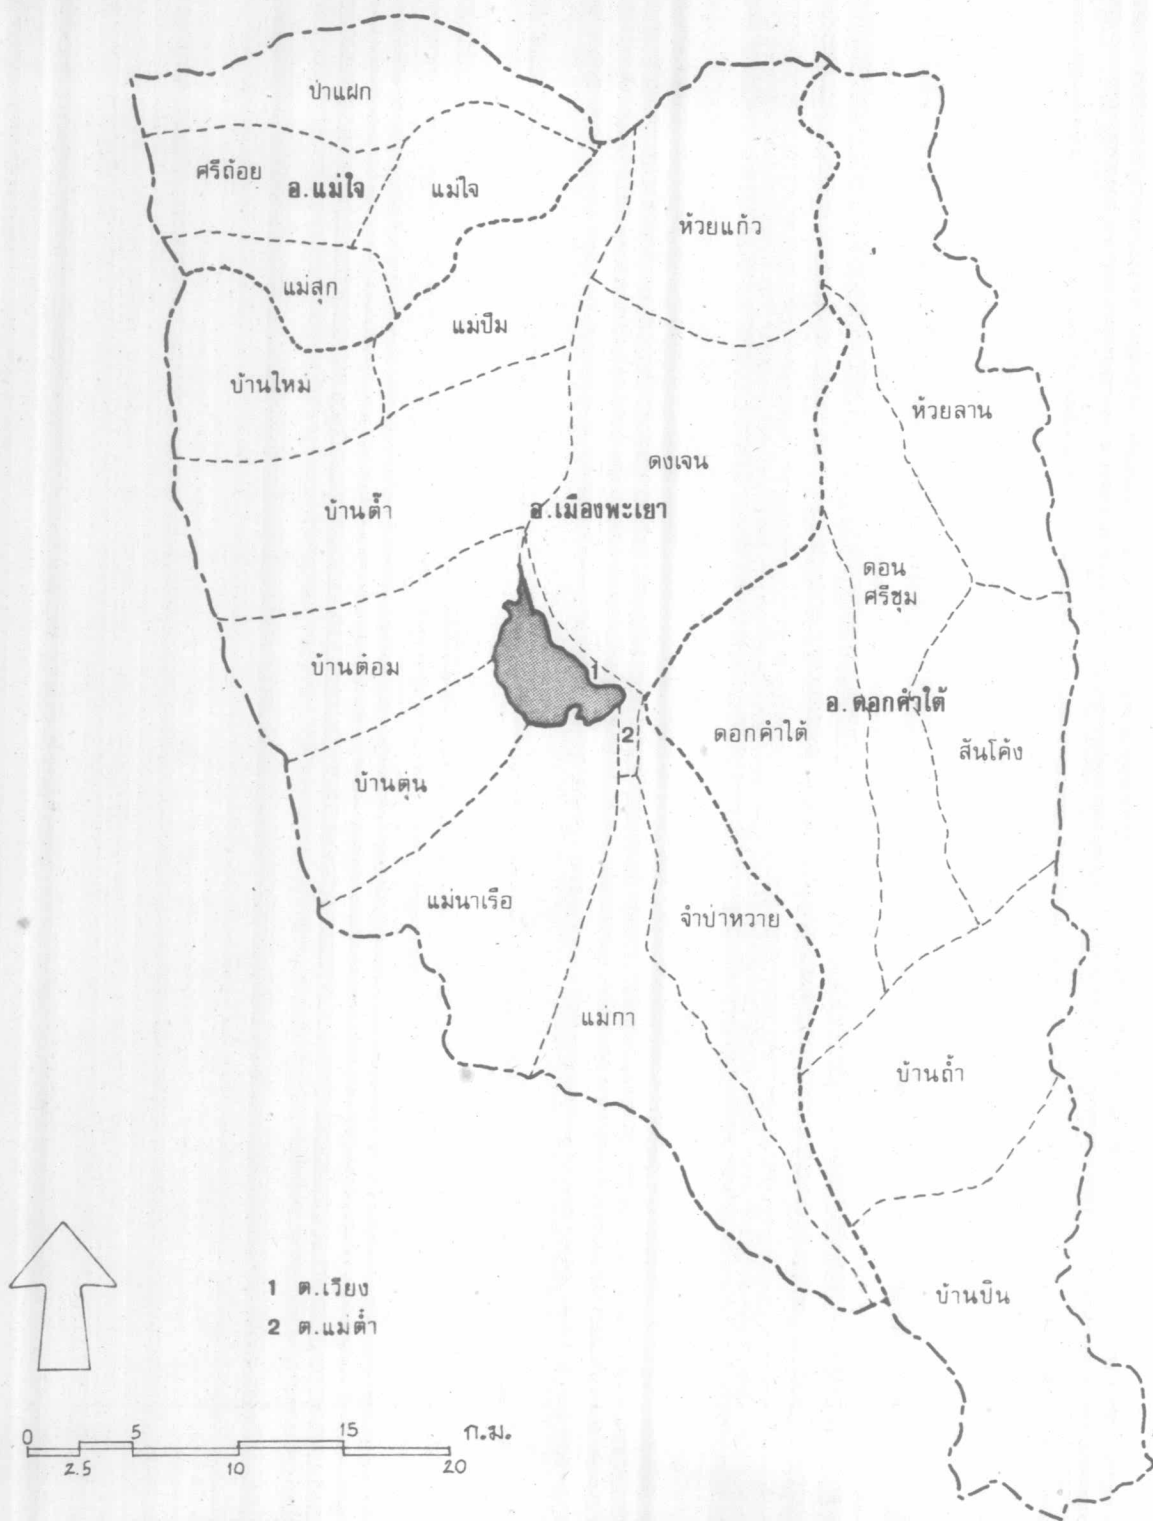 ป่าแฝก
ศรีถ้อย
อ.แม่ใจ
แม่ใจ
ห้วยแก้ว
แม่สุก
แม่ปืม
บ้านใหม่
ห้วยลาน
ดงเจน
บ้านต๊ำ
อ.เมืองพะเยา
ดอน
ศรีชุม
บ้านต๋อม
1
อ.ดอกคำใต้
2
ดอกคำใต้
สันโค้ง
บ้านตุ่น
แม่นาเรือ
จำป่าหวาย
แม่กา
บ้านถ้ำ
บ้านปิน
1 ต.เวียง
2 ต.แม่ต๋ำ
0 5 15 ก.ม.
2.5 10 20